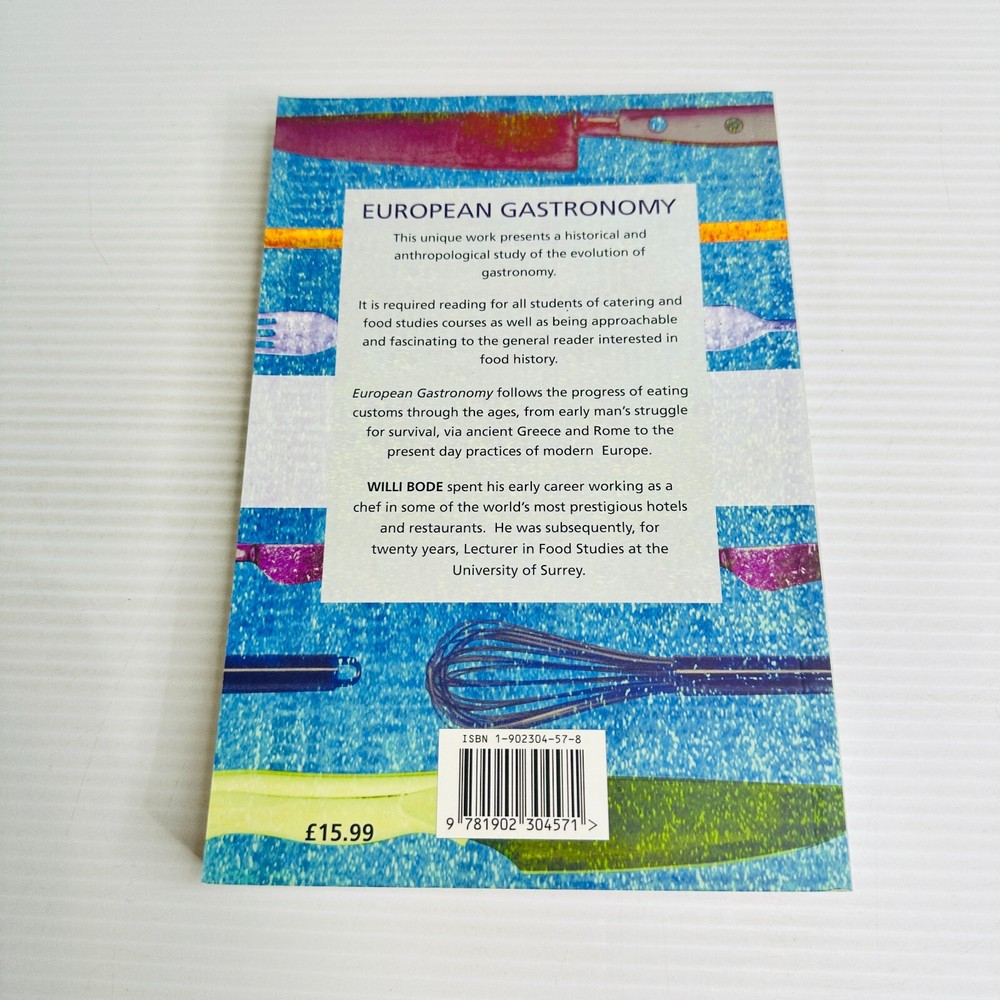 EUROPEAN GASTRONOMY
This unique work presents a historical and
anthropological study of the evolution of
gastronomy.
It is required reading for all students of catering and
food studies courses as well as being approachable
and fascinating to the general reader interested in
food history.
European Gastronomy follows the progress of eating
customs through the ages, from early man's struggle
for survival, via ancient Greece and Rome to the
present day practices of modern Europe.
WILLI BODE spent his early career working as a
chef in some of the world's most prestigious hotels
and restaurants. He was subsequently, for
twenty years, Lecturer in Food Studies at the
University of Surrey.
ISBN 1-902304-57-8
9 781902 304571 >
£15.99